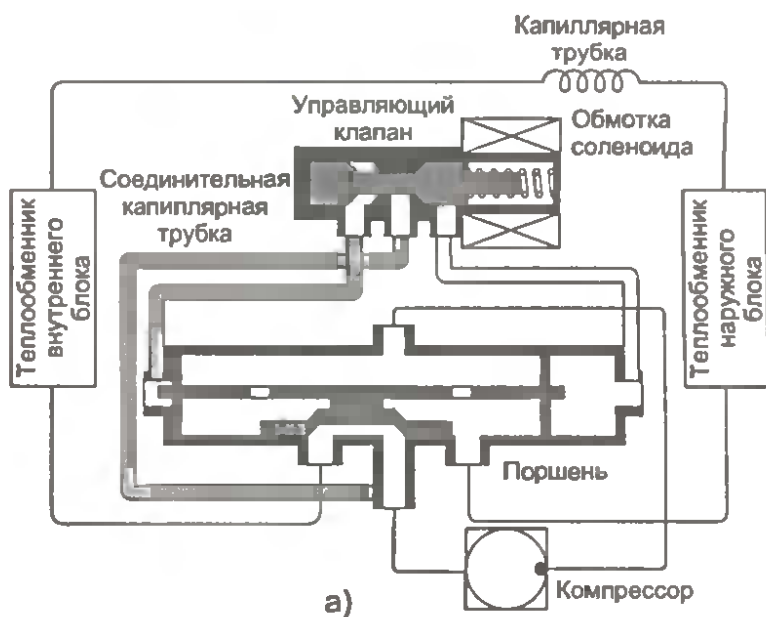 Капиллярная
трубка
Управляющий
клапан
Обмотка
соленоида
Соединительная
капиллярная
трубка
Теплообменник
внутреннего
блока
Теплообменник
наружного
блока
Поршень
Компрессор
а)